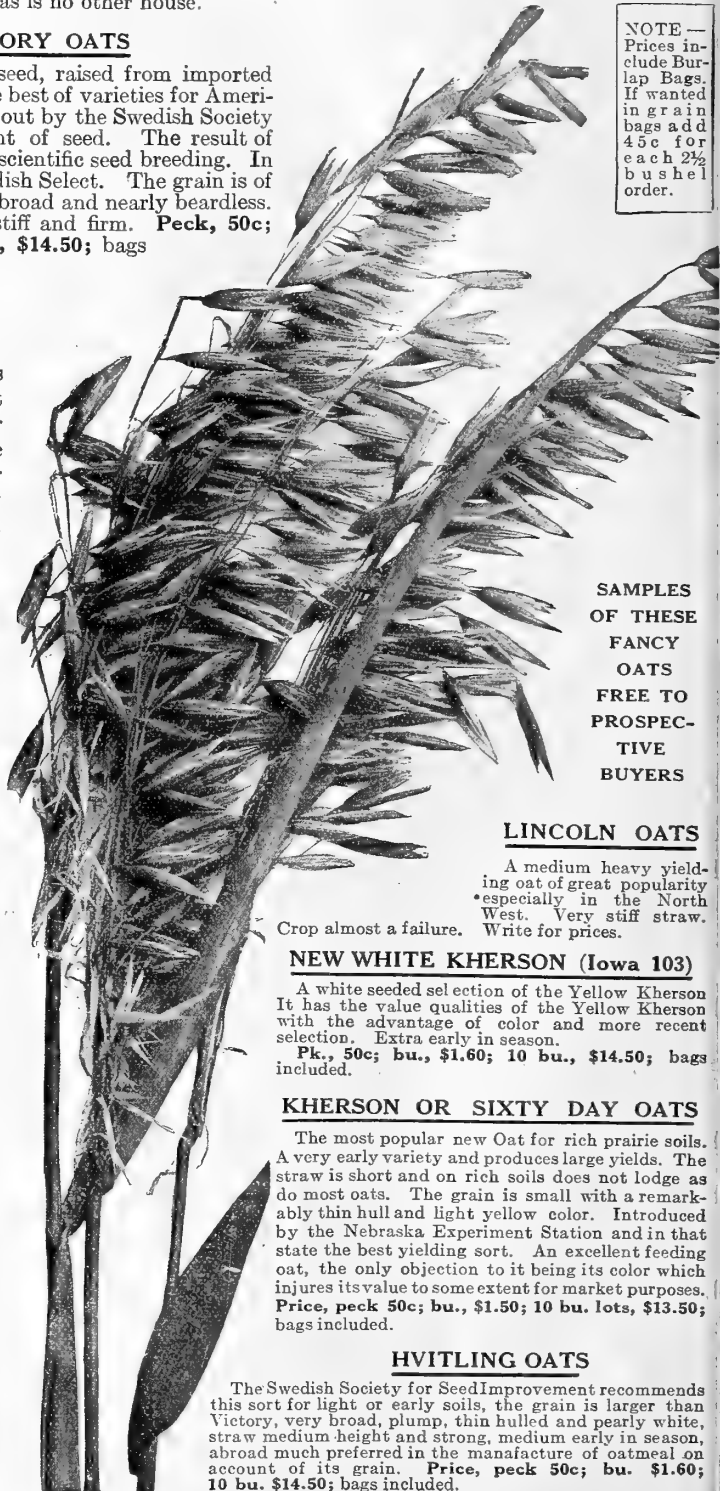 as is no other house.
ORY OATS
seed, raised from imported
e best of varieties for Ameri-
out by the Swedish Society
nt of seed. The result of
scientific seed breeding. In
lish Select. The grain is of
broad and nearly beardless.
stiff and firm. Peck, 50c;
, $14.50; bags
NOTE—
Prices in-
clude Bur-
lap Bags.
If wanted
in grain
bags add
45c for
each 2½
bushel
order.
SAMPLES
OF THESE
FANCY
OATS
FREE TO
PROSPEC-
TIVE
BUYERS
LINCOLN OATS
A medium heavy yield-
ing oat of great popularity
especially in the North
West. Very stiff straw.
Crop almost a failure. Write for prices.
NEW WHITE KHERSON (Iowa 103)
A white seeded sel ection of the Yellow Kherson
It has the value qualities of the Yellow Kherson
with the advantage of color and more recent
selection. Extra early in season.
Pk., 50c; bu., $1.60; 10 bu., $14.50; bags
included.
KHERSON OR SIXTY DAY OATS
The most popular new Oat for rich prairie soils.
A very early variety and produces large yields. The
straw is short and on rich soils does not lodge as
do most oats. The grain is small with a remark-
ably thin hull and light yellow color. Introduced
by the Nebraska Experiment Station and in that
state the best yielding sort. An excellent feeding
oat, the only objection to it being its color which
injures its value to some extent for market purposes.
Price, peck 50c; bu., $1.50; 10 bu. lots, $13.50;
bags included.
HVITLING OATS
The Swedish Society for Seed Improvement recommends
this sort for light or early soils, the grain is larger than
Victory, very broad, plump, thin hulled and pearly white,
straw medium height and strong, medium early in season,
abroad much preferred in the manafacture of oatmeal on
account of its grain. Price, peck 50c; bu. $1.60;
10 bu. $14.50; bags included.